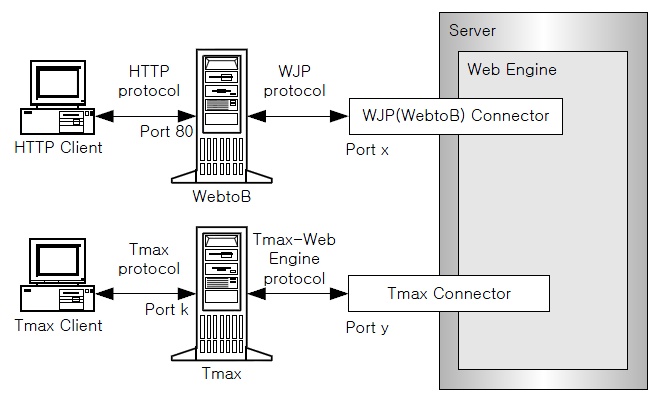 Server
Web Engine
HTTP
protocol
WJP
protocol
WJP(WebtoB) Connector
Port 80
HTTP Client
Port x
WebtoB
Tmax
protocol
Tmax-Web
Engine
protocol
Tmax Connector
Port k
Tmax Client
Port y
Tmax